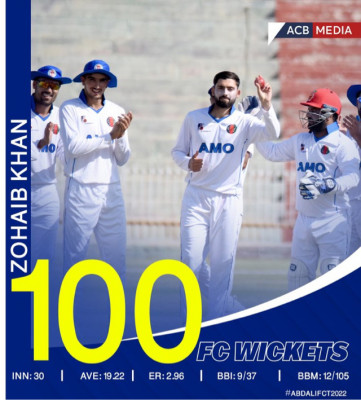 ACB MEDIA
ZOHAIB KHAN
AMO
AMO
AMO
100
FC WICKETS
INN: 30 | AVE: 19.22 | ER: 2.96 | BBI: 9/37 | BBM: 12/105
#ABDALIFCT2022